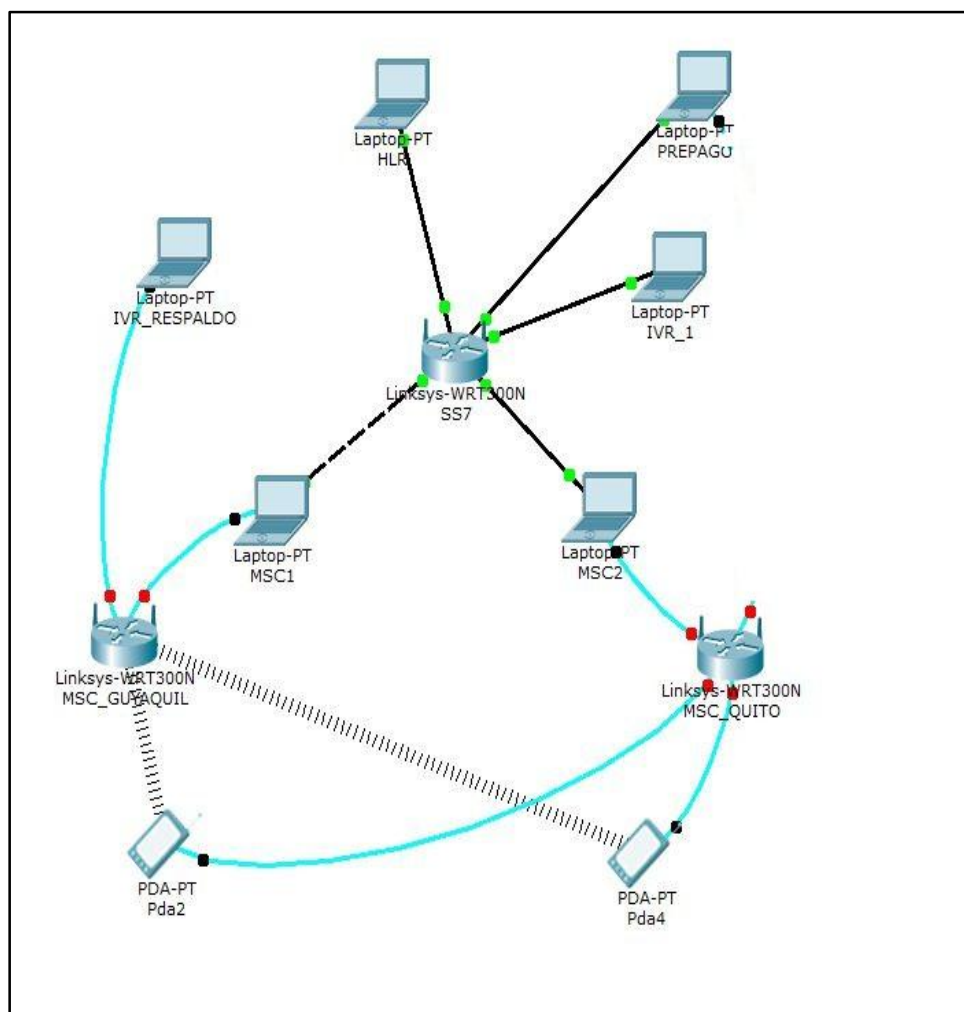 Laptop-PT
HLR
Laptop-PT
PREPAGO
Laptop-PT
IVR_RESPALDO
Laptop-PT
IVR_1
Linksys-WRT300N
SS7
Laptop-PT
MSC1
Laptop-PT
MSC2
Linksys-WRT300N
MSC_GUYAQUIL
Linksys-WRT300N
MSC_QUITO
PDA-PT
Pda2
PDA-PT
Pda4